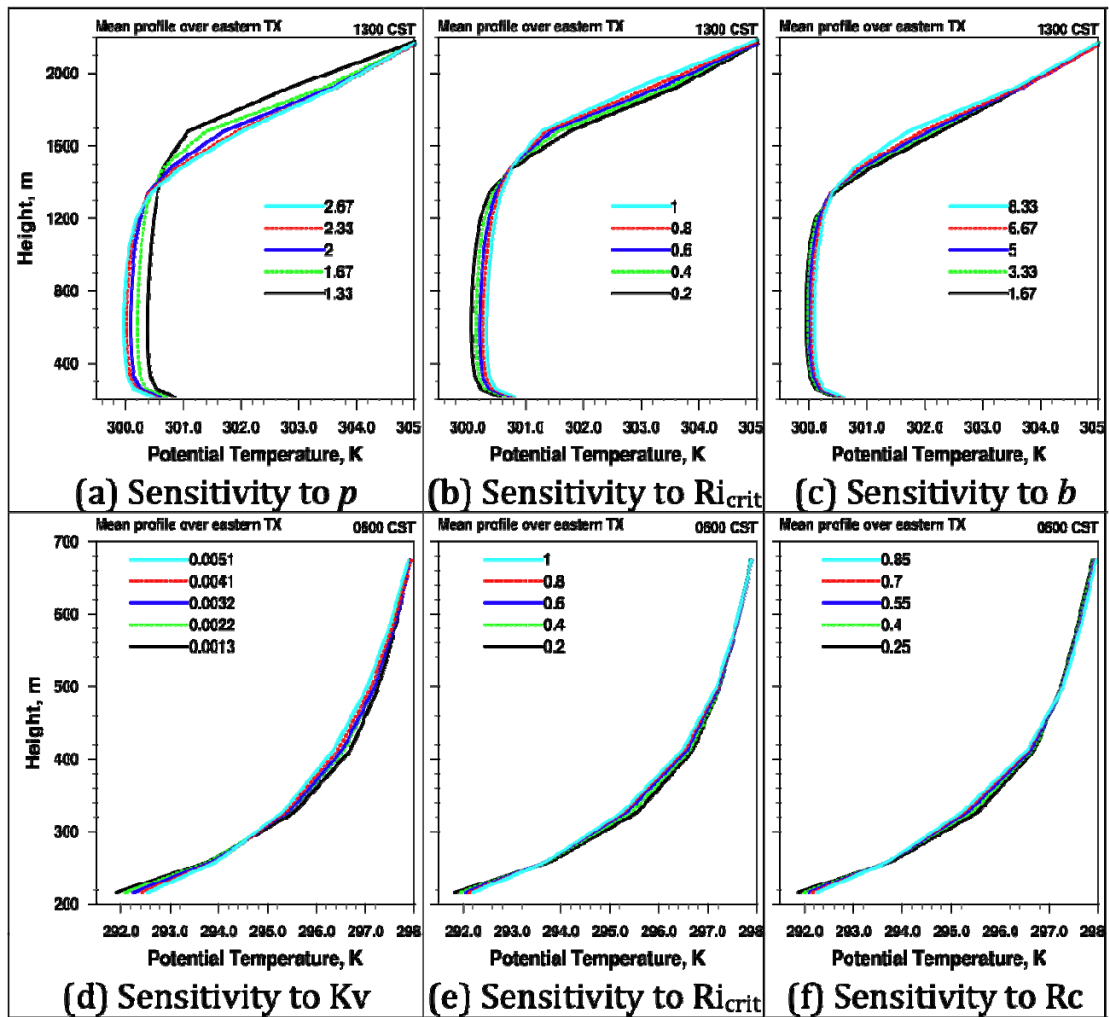 Mean profile over eastern TX 1300 CST
Mean profile over eastern TX 1300 CST
Mean profile over eastern TX 1300 CST
2000
1600
1200
800
400
Height, m
2.67
2.33
2
1.67
1.33
1
0.8
0.6
0.4
0.2
8.33
6.67
5
3.33
1.67
300.0 301.0 302.0 303.0 304.0 305
300.0 301.0 302.0 303.0 304.0 305
300.0 301.0 302.0 303.0 304.0 305
Potential Temperature, K
Potential Temperature, K
Potential Temperature, K
(a) Sensitivity to p
(b) Sensitivity to Ricrit
(c) Sensitivity to b
Mean profile over eastern TX 0500 CST
Mean profile over eastern TX 0500 CST
Mean profile over eastern TX 0500 CST
700
600
500
400
300
200
Height, m
0.0051
0.0041
0.0032
0.0022
0.0013
1
0.8
0.6
0.4
0.2
0.85
0.7
0.55
0.4
0.25
292.0 293.0 294.0 295.0 296.0 297.0 298
292.0 293.0 294.0 295.0 296.0 297.0 298
292.0 293.0 294.0 295.0 296.0 297.0 298
Potential Temperature, K
Potential Temperature, K
Potential Temperature, K
(d) Sensitivity to Kv
(e) Sensitivity to Ricrit
(f) Sensitivity to Rc